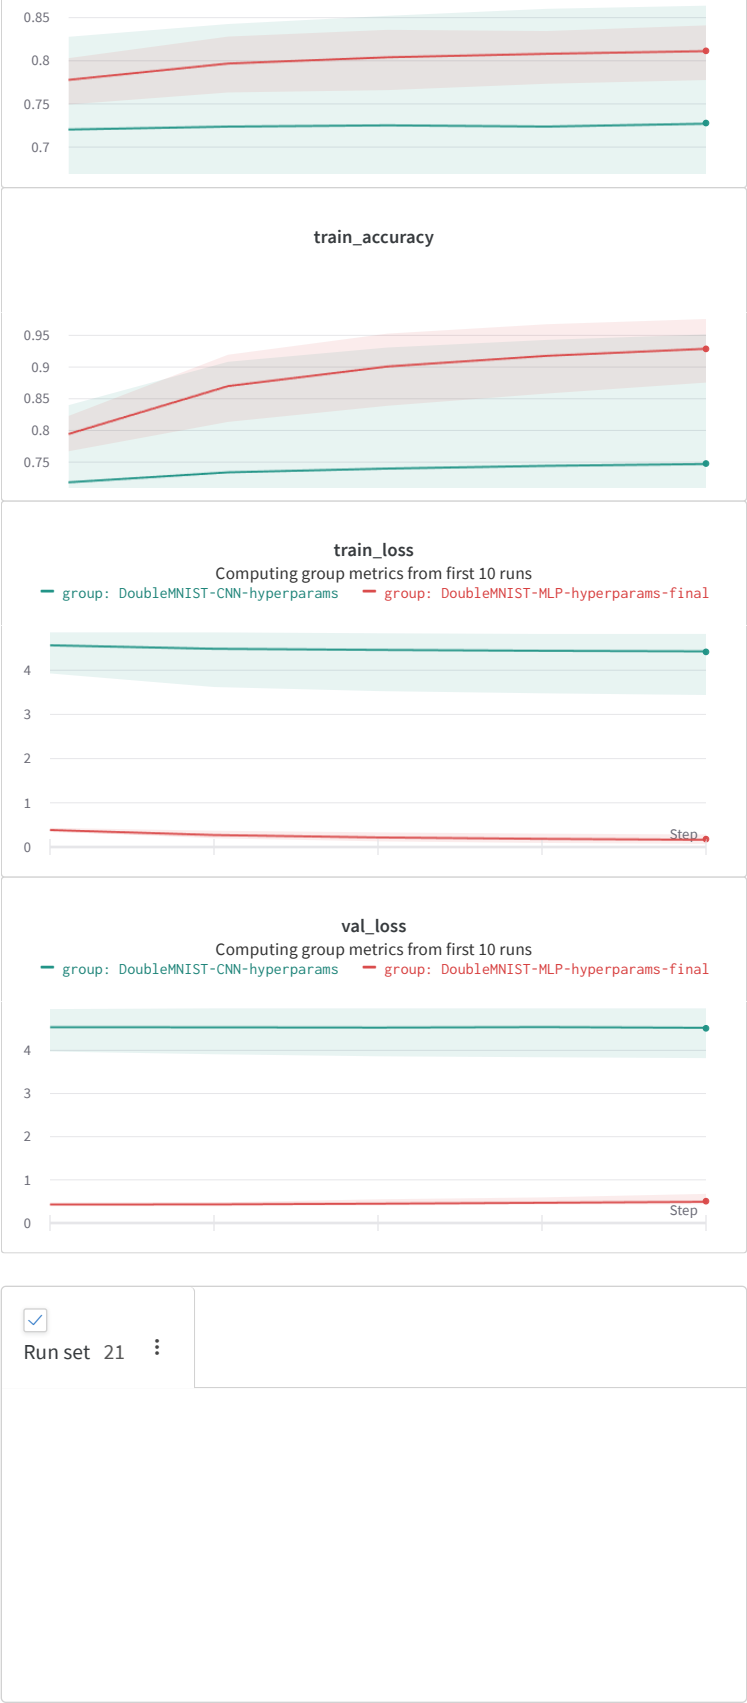 0.85
0.8
0.75
0.7
train_accuracy
0.95
0.9
0.85
0.8
0.75
train_loss
Computing group metrics from first 10 runs
group: DoubleMNIST-CNN-hyperparams group: DoubleMNIST-MLP-hyperparams-final
4
3
2
1
Step
0
val_loss
Computing group metrics from first 10 runs
group: DoubleMNIST-CNN-hyperparams group: DoubleMNIST-MLP-hyperparams-final
4
3
2
1
Step
0
Run set 21